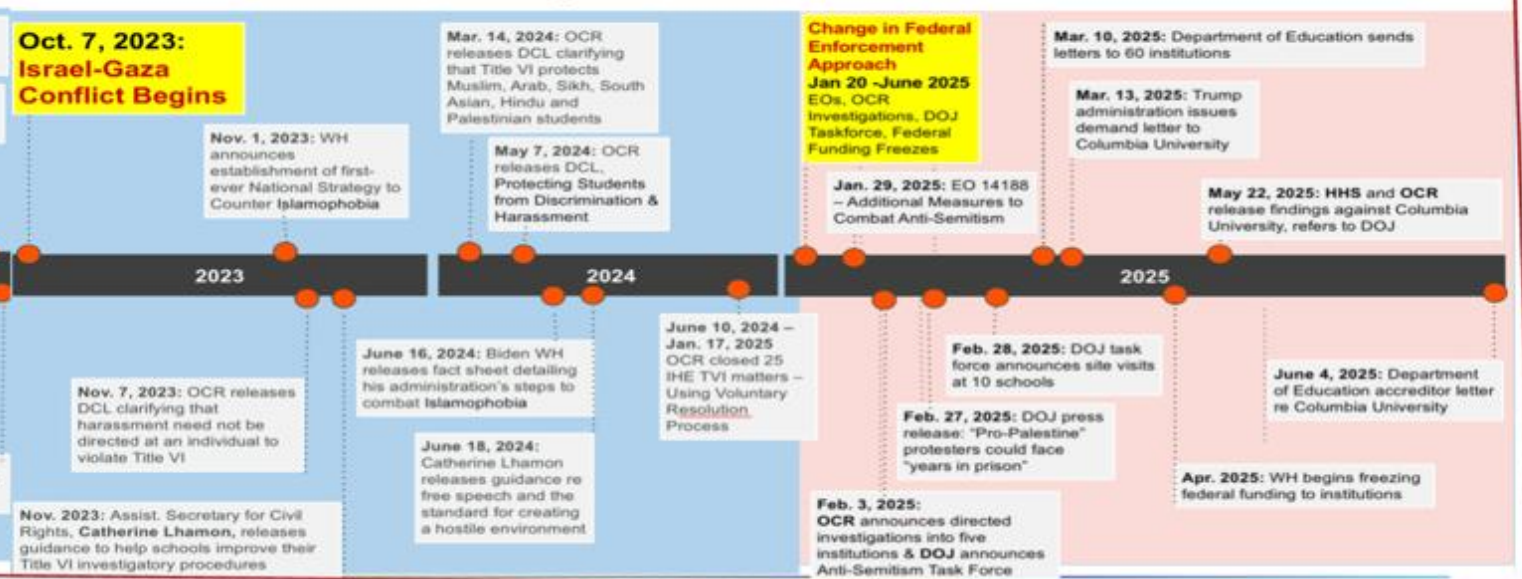 Oct. 7, 2023:
Israel-Gaza
Conflict Begins
Nov. 1, 2023: WH
announces
establishment of first-
ever National Strategy to
Counter Islamophobia
Mar. 14, 2024: OCR
releases DCL clarifying
that Title VI protects
Muslim, Arab, Sikh, South
Asian, Hindu and
Palestinian students
May 7, 2024: OCR
releases DCL,
Protecting Students
from Discrimination &
Harassment
Change in Federal
Enforcement
Approach
Jan 20 -June 2025
EOs, OCR
Investigations, DOJ
Taskforce, Federal
Funding Freezes
Jan. 29, 2025: EO 14188
– Additional Measures to
Combat Anti-Semitism
Mar. 10, 2025: Department of Education sends
letters to 60 institutions
Mar. 13, 2025: Trump
administration issues
demand letter to
Columbia University
May 22, 2025: HHS and OCR
release findings against Columbia
University, refers to DOJ
2023
2024
2025
Nov. 7, 2023: OCR releases
DCL clarifying that
harassment need not be
directed at an individual to
violate Title VI
Nov. 2023: Assist. Secretary for Civil
Rights, Catherine Lhamon, releases
guidance to help schools improve their
Title VI investigatory procedures
June 16, 2024: Biden WH
releases fact sheet detailing
his administration's steps to
combat Islamophobia
June 18, 2024:
Catherine Lhamon
releases guidance re
free speech and the
standard for creating
a hostile environment
June 10, 2024 –
Jan. 17, 2025
OCR closed 25
IHE TVI matters –
Using Voluntary
Resolution
Process
Feb. 28, 2025: DOJ task
force announces site visits
at 10 schools
Feb. 27, 2025: DOJ press
release: "Pro-Palestine"
protesters could face
"years in prison"
Feb. 3, 2025:
OCR announces directed
investigations into five
institutions & DOJ announces
Anti-Semitism Task Force
June 4, 2025: Department
of Education accreditor letter
re Columbia University
Apr. 2025: WH begins freezing
federal funding to institutions